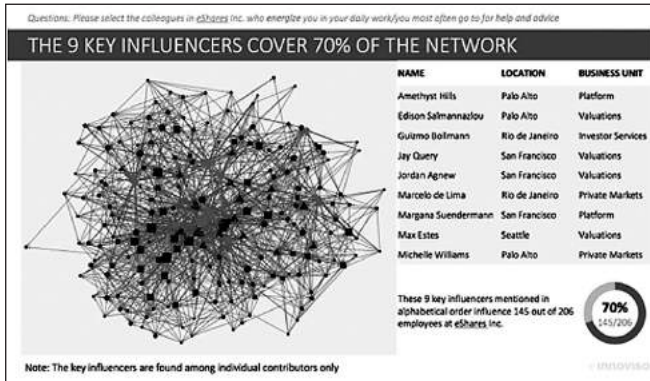 Questions: Please select the colleagues in eShares Inc. who energize you in your daily work/you most often go to for help and advice
THE 9 KEY INFLUENCERS COVER 70% OF THE NETWORK
NAME LOCATION BUSINESS UNIT
Amethyst Hills Palo Alto Platform
Edison Salmannazlou Palo Alto Valuations
Guizmo Bollmann Rio de Janeiro Investor Services
Jay Query San Francisco Valuations
Jordan Agnew San Francisco Valuations
Marcelo de Lima Rio de Janeiro Private Markets
Margana Suendermann San Francisco Platform
Max Estes Seattle Valuations
Michelle Williams Palo Alto Private Markets
These 9 key influencers mentioned in
alphabetical order influence 145 out of 206
employees at eShares Inc.
70%
145/206
Note: The key influencers are found among individual contributors only
innovisor